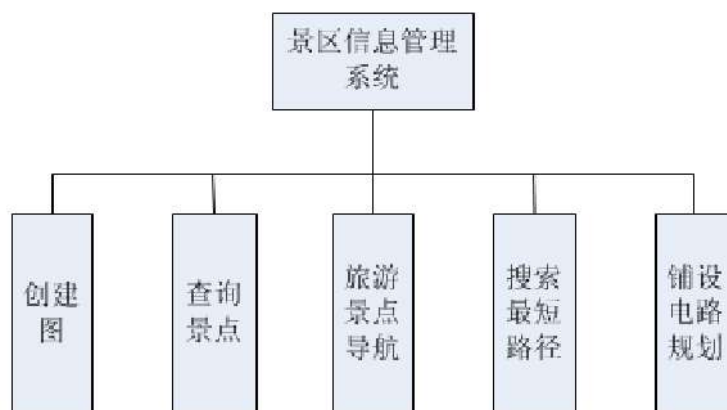 景区信息管理
系统
创建
图
查询
景点
旅游
景点
导航
搜索
最短
路径
铺设
电路
规划